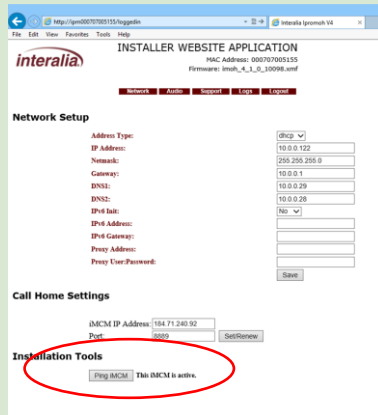 http://ipm000707005155/loggedin
Interalia Ipromoh V4
File Edit View Favorites Tools Help
interalia
INSTALLER WEBSITE APPLICATION
MAC Address: 000707005155
Firmware: imoh_4_1_0_10098.xmf
Network Audio Support Logs Logout
Network Setup
Address Type: dhcp
IP Address: 10.0.0.122
Netmask: 255.255.255.0
Gateway: 10.0.0.1
DNS1: 10.0.0.29
DNS2: 10.0.0.28
IPv6 Init: No
IPv6 Address:
IPv6 Gateway:
Proxy Address:
Proxy User:Password:
Save
Call Home Settings
iMCM IP Address: 184.71.240.92
Port: 8889 Set/Renew
Installation Tools
Ping iMCM This iMCM is active.